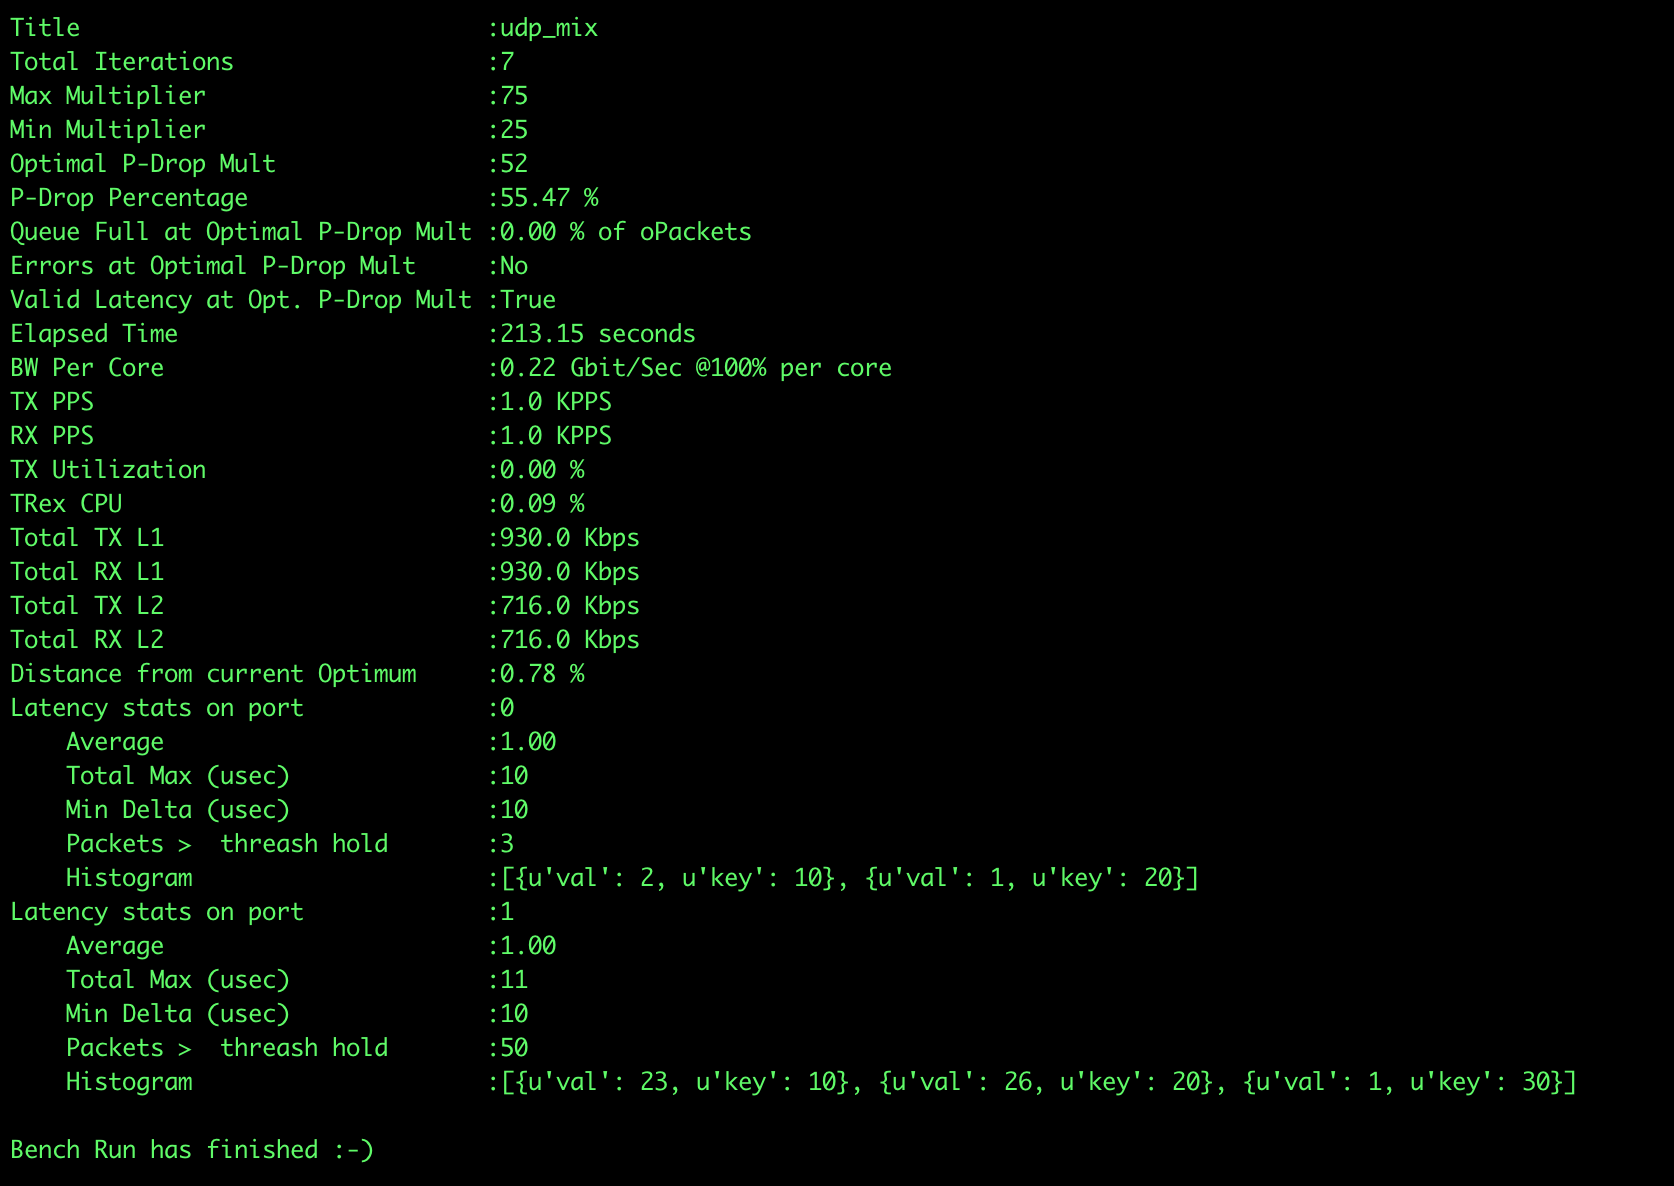 Title :udp_mix
Total Iterations :7
Max Multiplier :75
Min Multiplier :25
Optimal P-Drop Mult :52
P-Drop Percentage :55.47 %
Queue Full at Optimal P-Drop Mult :0.00 % of oPackets
Errors at Optimal P-Drop Mult :No
Valid Latency at Opt. P-Drop Mult :True
Elapsed Time :213.15 seconds
BW Per Core :0.22 Gbit/Sec @100% per core
TX PPS :1.0 KPPS
RX PPS :1.0 KPPS
TX Utilization :0.00 %
TRex CPU :0.09 %
Total TX L1 :930.0 Kbps
Total RX L1 :930.0 Kbps
Total TX L2 :716.0 Kbps
Total RX L2 :716.0 Kbps
Distance from current Optimum :0.78 %
Latency stats on port :0
    Average :1.00
    Total Max (usec) :10
    Min Delta (usec) :10
    Packets >  threash hold :3
    Histogram :[{u'val': 2, u'key': 10}, {u'val': 1, u'key': 20}]
Latency stats on port :1
    Average :1.00
    Total Max (usec) :11
    Min Delta (usec) :10
    Packets >  threash hold :50
    Histogram :[{u'val': 23, u'key': 10}, {u'val': 26, u'key': 20}, {u'val': 1, u'key': 30}]
Bench Run has finished :-)